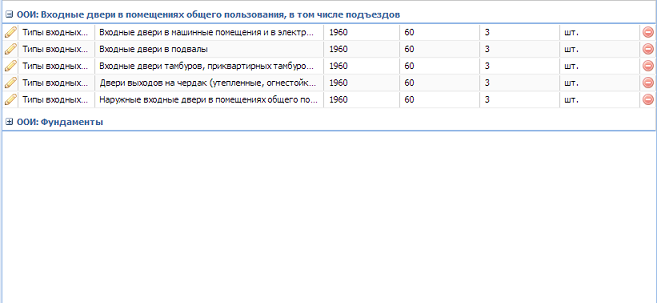 ООИ: Входные двери в помещениях общего пользования, в том числе подъездов
Типы входных... Входные двери в машинные помещения и в электр... 1960 60 3 шт.
Типы входных... Входные двери в подвалы 1960 60 3 шт.
Типы входных... Входные двери тамбуров, приквартирных тамбуро... 1960 60 3 шт.
Типы входных... Двери выходов на чердак (утепленные, огнестойк... 1960 60 3 шт.
Типы входных... Наружные входные двери в помещениях общего по... 1960 60 3 шт.
ООИ: Фундаменты